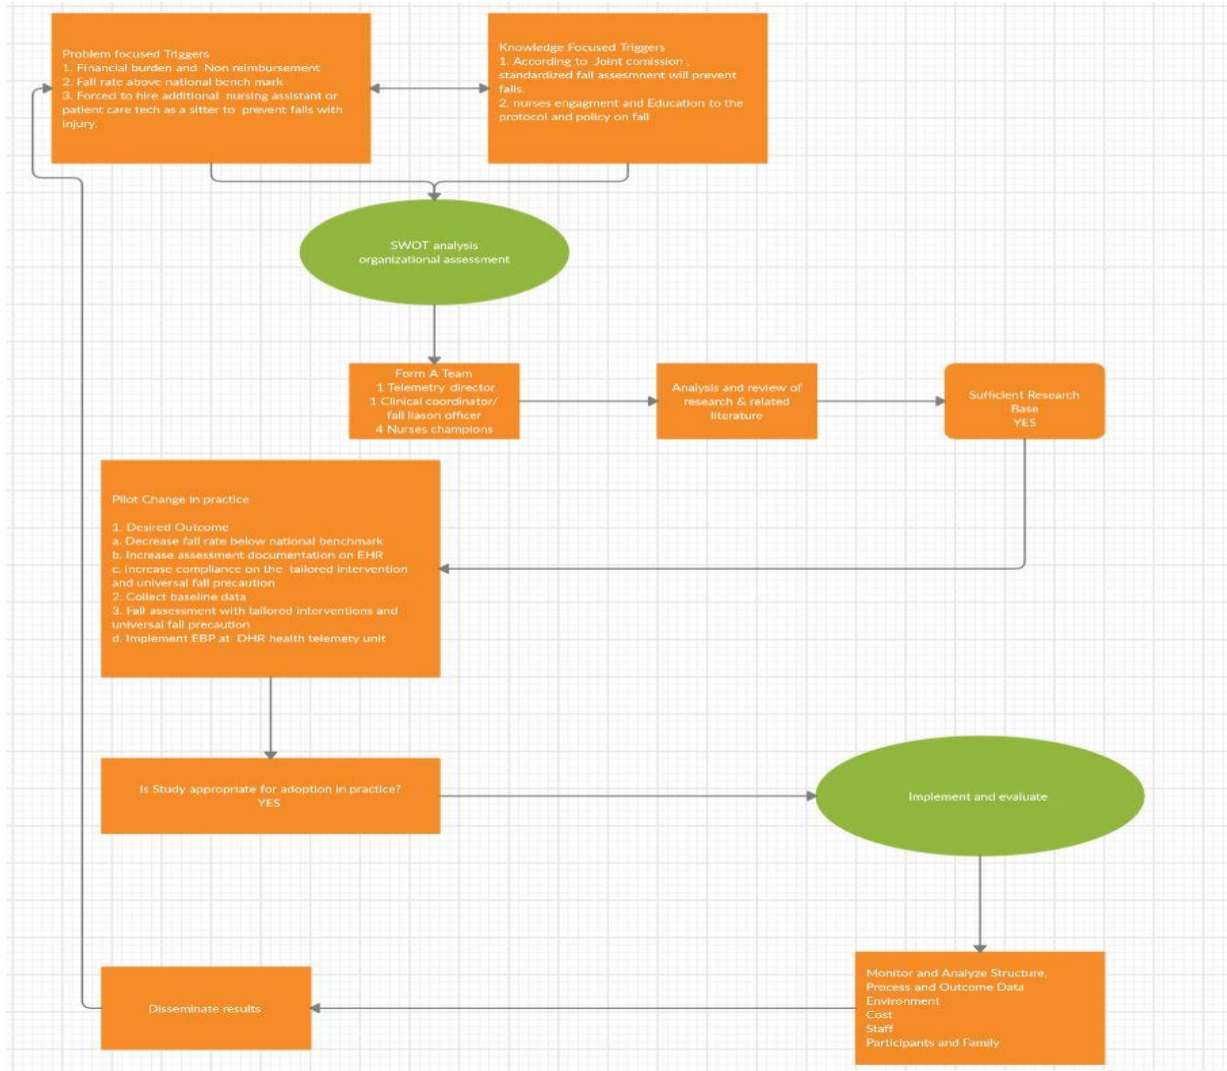 Problem focused Triggers
1. Financial burden and Non reimbursement
2. Fall rate above national bench mark
3. Forced to hire additional nursing assistant or
patient care tech as a sitter to prevent falls with
injury.
Knowledge Focused Triggers
1. According to Joint comission ,
standardized fall assesmnent will prevent
falls.
2. nurses engagment and Education to the
protocol and policy on fall
SWOT analysis
organizational assessment
Form A Team
1 Telemetry director
1 Clinical coordinator/
fall liason officer
4 Nurses champions
Analysis and review of
research & related
literature
Sufficient Research
Base
YES
Pilot Change in practice
1. Desired Outcome
a. Decrease fall rate below national benchmark
b. Increase assessment documentation on EHR
c. increase compliance on the tailored intervention
and universal fall precaution
2. Collect baseline data
3. Fall assessment with tailored interventions and
universal fall precaution
d. Implement EBP at DHR health telemety unit
Is Study appropriate for adoption in practice?
YES
Implement and evaluate
Monitor and Analyze Structure,
Process and Outcome Data
Environment
Cost
Staff
Participants and Family
Disseminate results